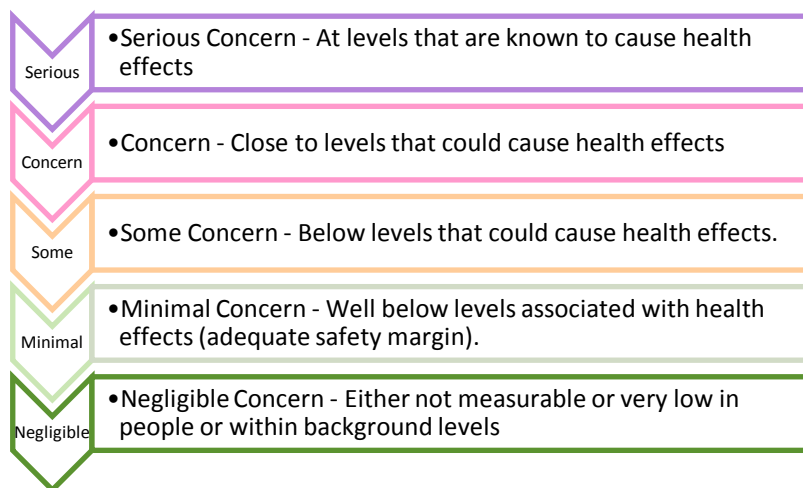 Serious
•Serious Concern - At levels that are known to cause health
effects
Concern
•Concern - Close to levels that could cause health effects
Some
•Some Concern - Below levels that could cause health effects.
Minimal
•Minimal Concern - Well below levels associated with health
effects (adequate safety margin).
Negligible
•Negligible Concern - Either not measurable or very low in
people or within background levels